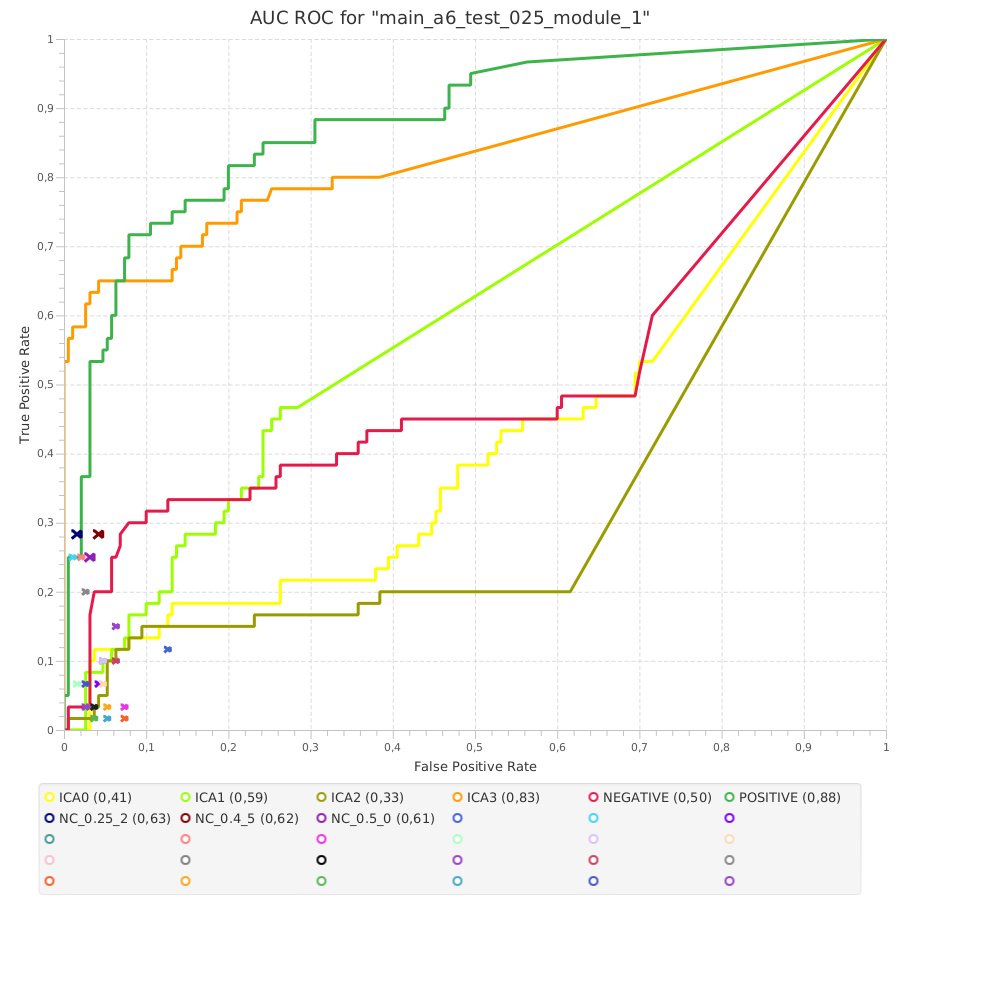 AUC ROC for "main_a6_test_025_module_1"
1
0,9
0,8
0,7
0,6
0,5
0,4
0,3
0,2
0,1
0
True Positive Rate
0 0,1 0,2 0,3 0,4 0,5 0,6 0,7 0,8 0,9 1
False Positive Rate
ICA0 (0,41) ICA1 (0,59) ICA2 (0,33) ICA3 (0,83) NEGATIVE (0,50) POSITIVE (0,88)
NC_0.25_2 (0,63) NC_0.4_5 (0,62) NC_0.5_0 (0,61)